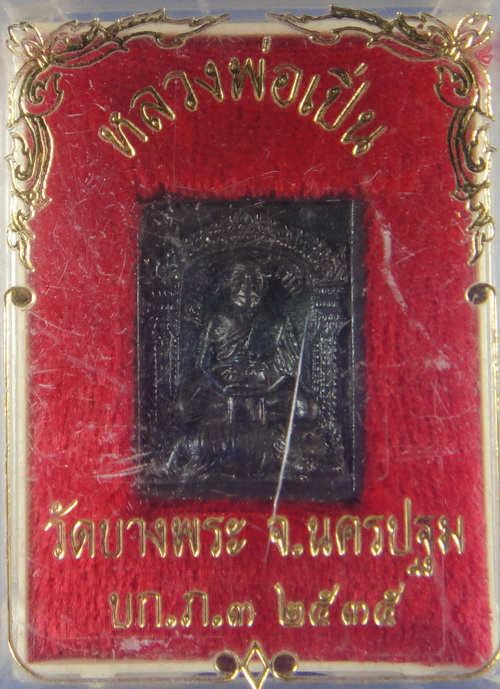 หลวงพ่อเปิ่น
วัดบางพระ จ.นครปฐม
บก.ภ.๓ ๒๕๓๕